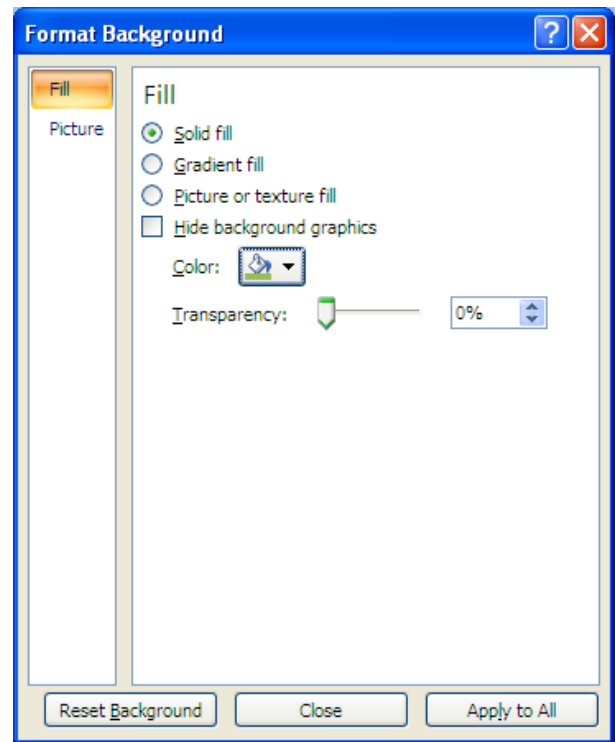 Format Background
Fill
Picture
Fill
Solid fill
Gradient fill
Picture or texture fill
Hide background graphics
Color:
Transparency: 0%
Reset Background Close Apply to All